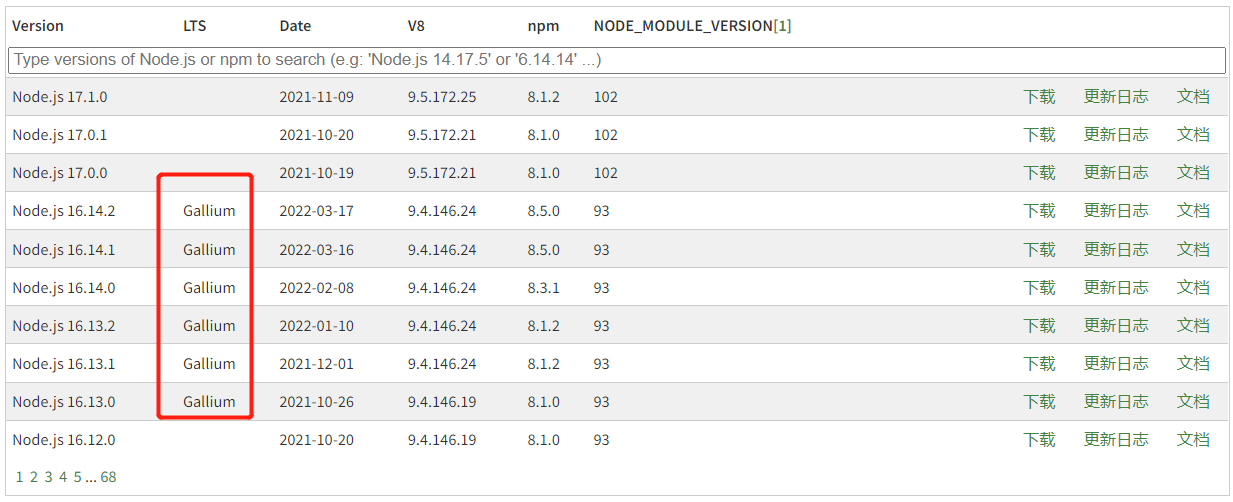 Version LTS Date V8 npm NODE_MODULE_VERSION[1]
Type versions of Node.js or npm to search (e.g: 'Node.js 14.17.5' or '6.14.14' ...)
Node.js 17.1.0 2021-11-09 9.5.172.25 8.1.2 102 下载 更新日志 文档
Node.js 17.0.1 2021-10-20 9.5.172.21 8.1.0 102 下载 更新日志 文档
Node.js 17.0.0 2021-10-19 9.5.172.21 8.1.0 102 下载 更新日志 文档
Node.js 16.14.2 Gallium 2022-03-17 9.4.146.24 8.5.0 93 下载 更新日志 文档
Node.js 16.14.1 Gallium 2022-03-16 9.4.146.24 8.5.0 93 下载 更新日志 文档
Node.js 16.14.0 Gallium 2022-02-08 9.4.146.24 8.3.1 93 下载 更新日志 文档
Node.js 16.13.2 Gallium 2022-01-10 9.4.146.24 8.1.2 93 下载 更新日志 文档
Node.js 16.13.1 Gallium 2021-12-01 9.4.146.24 8.1.2 93 下载 更新日志 文档
Node.js 16.13.0 Gallium 2021-10-26 9.4.146.19 8.1.0 93 下载 更新日志 文档
Node.js 16.12.0 2021-10-20 9.4.146.19 8.1.0 93 下载 更新日志 文档
1 2 3 4 5 ... 68